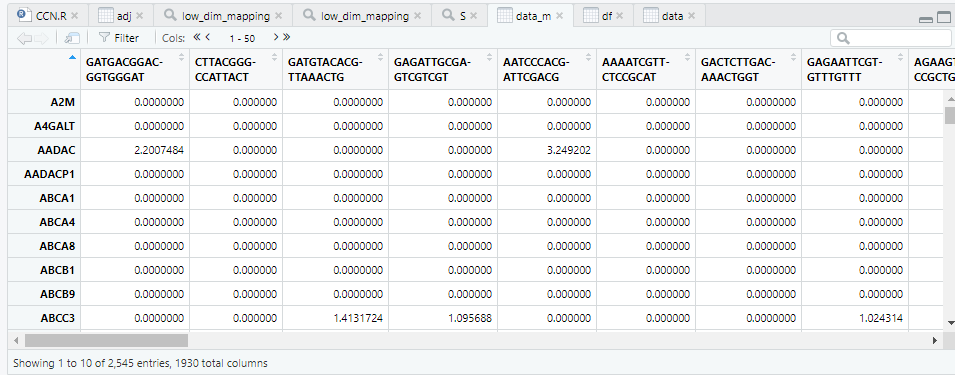 CCN.R × adj × low_dim_mapping × low_dim_mapping × S × data_m × df × data ×
Filter Cols: « < 1 - 50 > »
GATGACGGAC- CTTACGGG- GATGTACACG- GAGATTGCGA- AATCCCACG- AAAATCGTT- GACTCTTGAC- GAGAATTCGT- AGAAGT
GGTGGGAT CCATTACT TTAAACTG GTCGTCGT ATTCGACG CTCCGCAT AAACTGGT GTTTGTTT CCGCTG
A2M 0.0000000 0.000000 0.0000000 0.000000 0.000000 0.000000 0.0000000 0.000000
A4GALT 0.0000000 0.000000 0.0000000 0.000000 0.000000 0.000000 0.0000000 0.000000
AADAC 2.2007484 0.000000 0.0000000 0.000000 3.249202 0.000000 0.0000000 0.000000
AADACP1 0.0000000 0.000000 0.0000000 0.000000 0.000000 0.000000 0.0000000 0.000000
ABCA1 0.0000000 0.000000 0.0000000 0.000000 0.000000 0.000000 0.0000000 0.000000
ABCA4 0.0000000 0.000000 0.0000000 0.000000 0.000000 0.000000 0.0000000 0.000000
ABCA8 0.0000000 0.000000 0.0000000 0.000000 0.000000 0.000000 0.0000000 0.000000
ABCB1 0.0000000 0.000000 0.0000000 0.000000 0.000000 0.000000 0.0000000 0.000000
ABCB9 0.0000000 0.000000 0.0000000 0.000000 0.000000 0.000000 0.0000000 0.000000
ABCC3 0.0000000 0.000000 1.4131724 1.095688 0.000000 0.000000 0.0000000 1.024314
Showing 1 to 10 of 2,545 entries, 1930 total columns